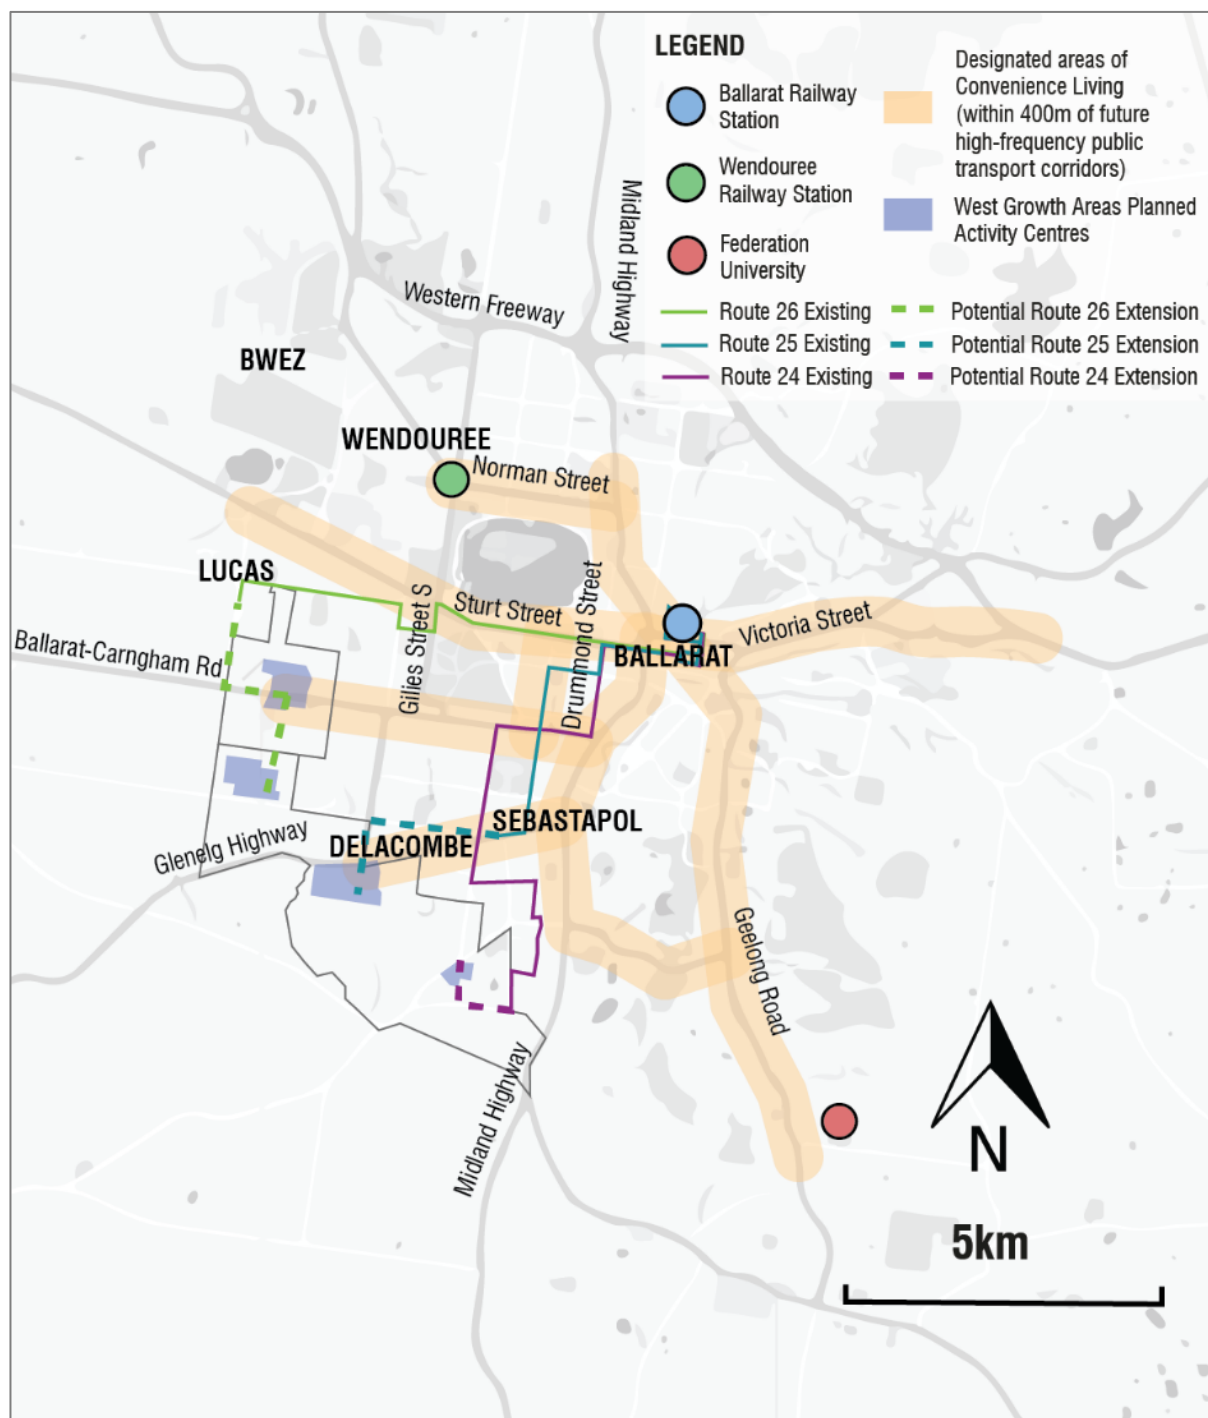 LEGEND
Ballarat Railway
Station
Wendouree
Railway Station
Federation
University
Designated areas of
Convenience Living
(within 400m of future
high-frequency public
transport corridors)
West Growth Areas Planned
Activity Centres
Route 26 Existing
Potential Route 26 Extension
Route 25 Existing
Potential Route 25 Extension
Route 24 Existing
Potential Route 24 Extension
Midland Highway
Western Freeway
BWEZ
WENDOUREE
Norman Street
LUCAS
Sturt Street
Gilies Street S
Drummond Street
Victoria Street
BALLARAT
Ballarat-Carngham Rd
SEBASTAPOL
DELACOMBE
Glenelg Highway
Geelong Road
Midland Highway
N
5km